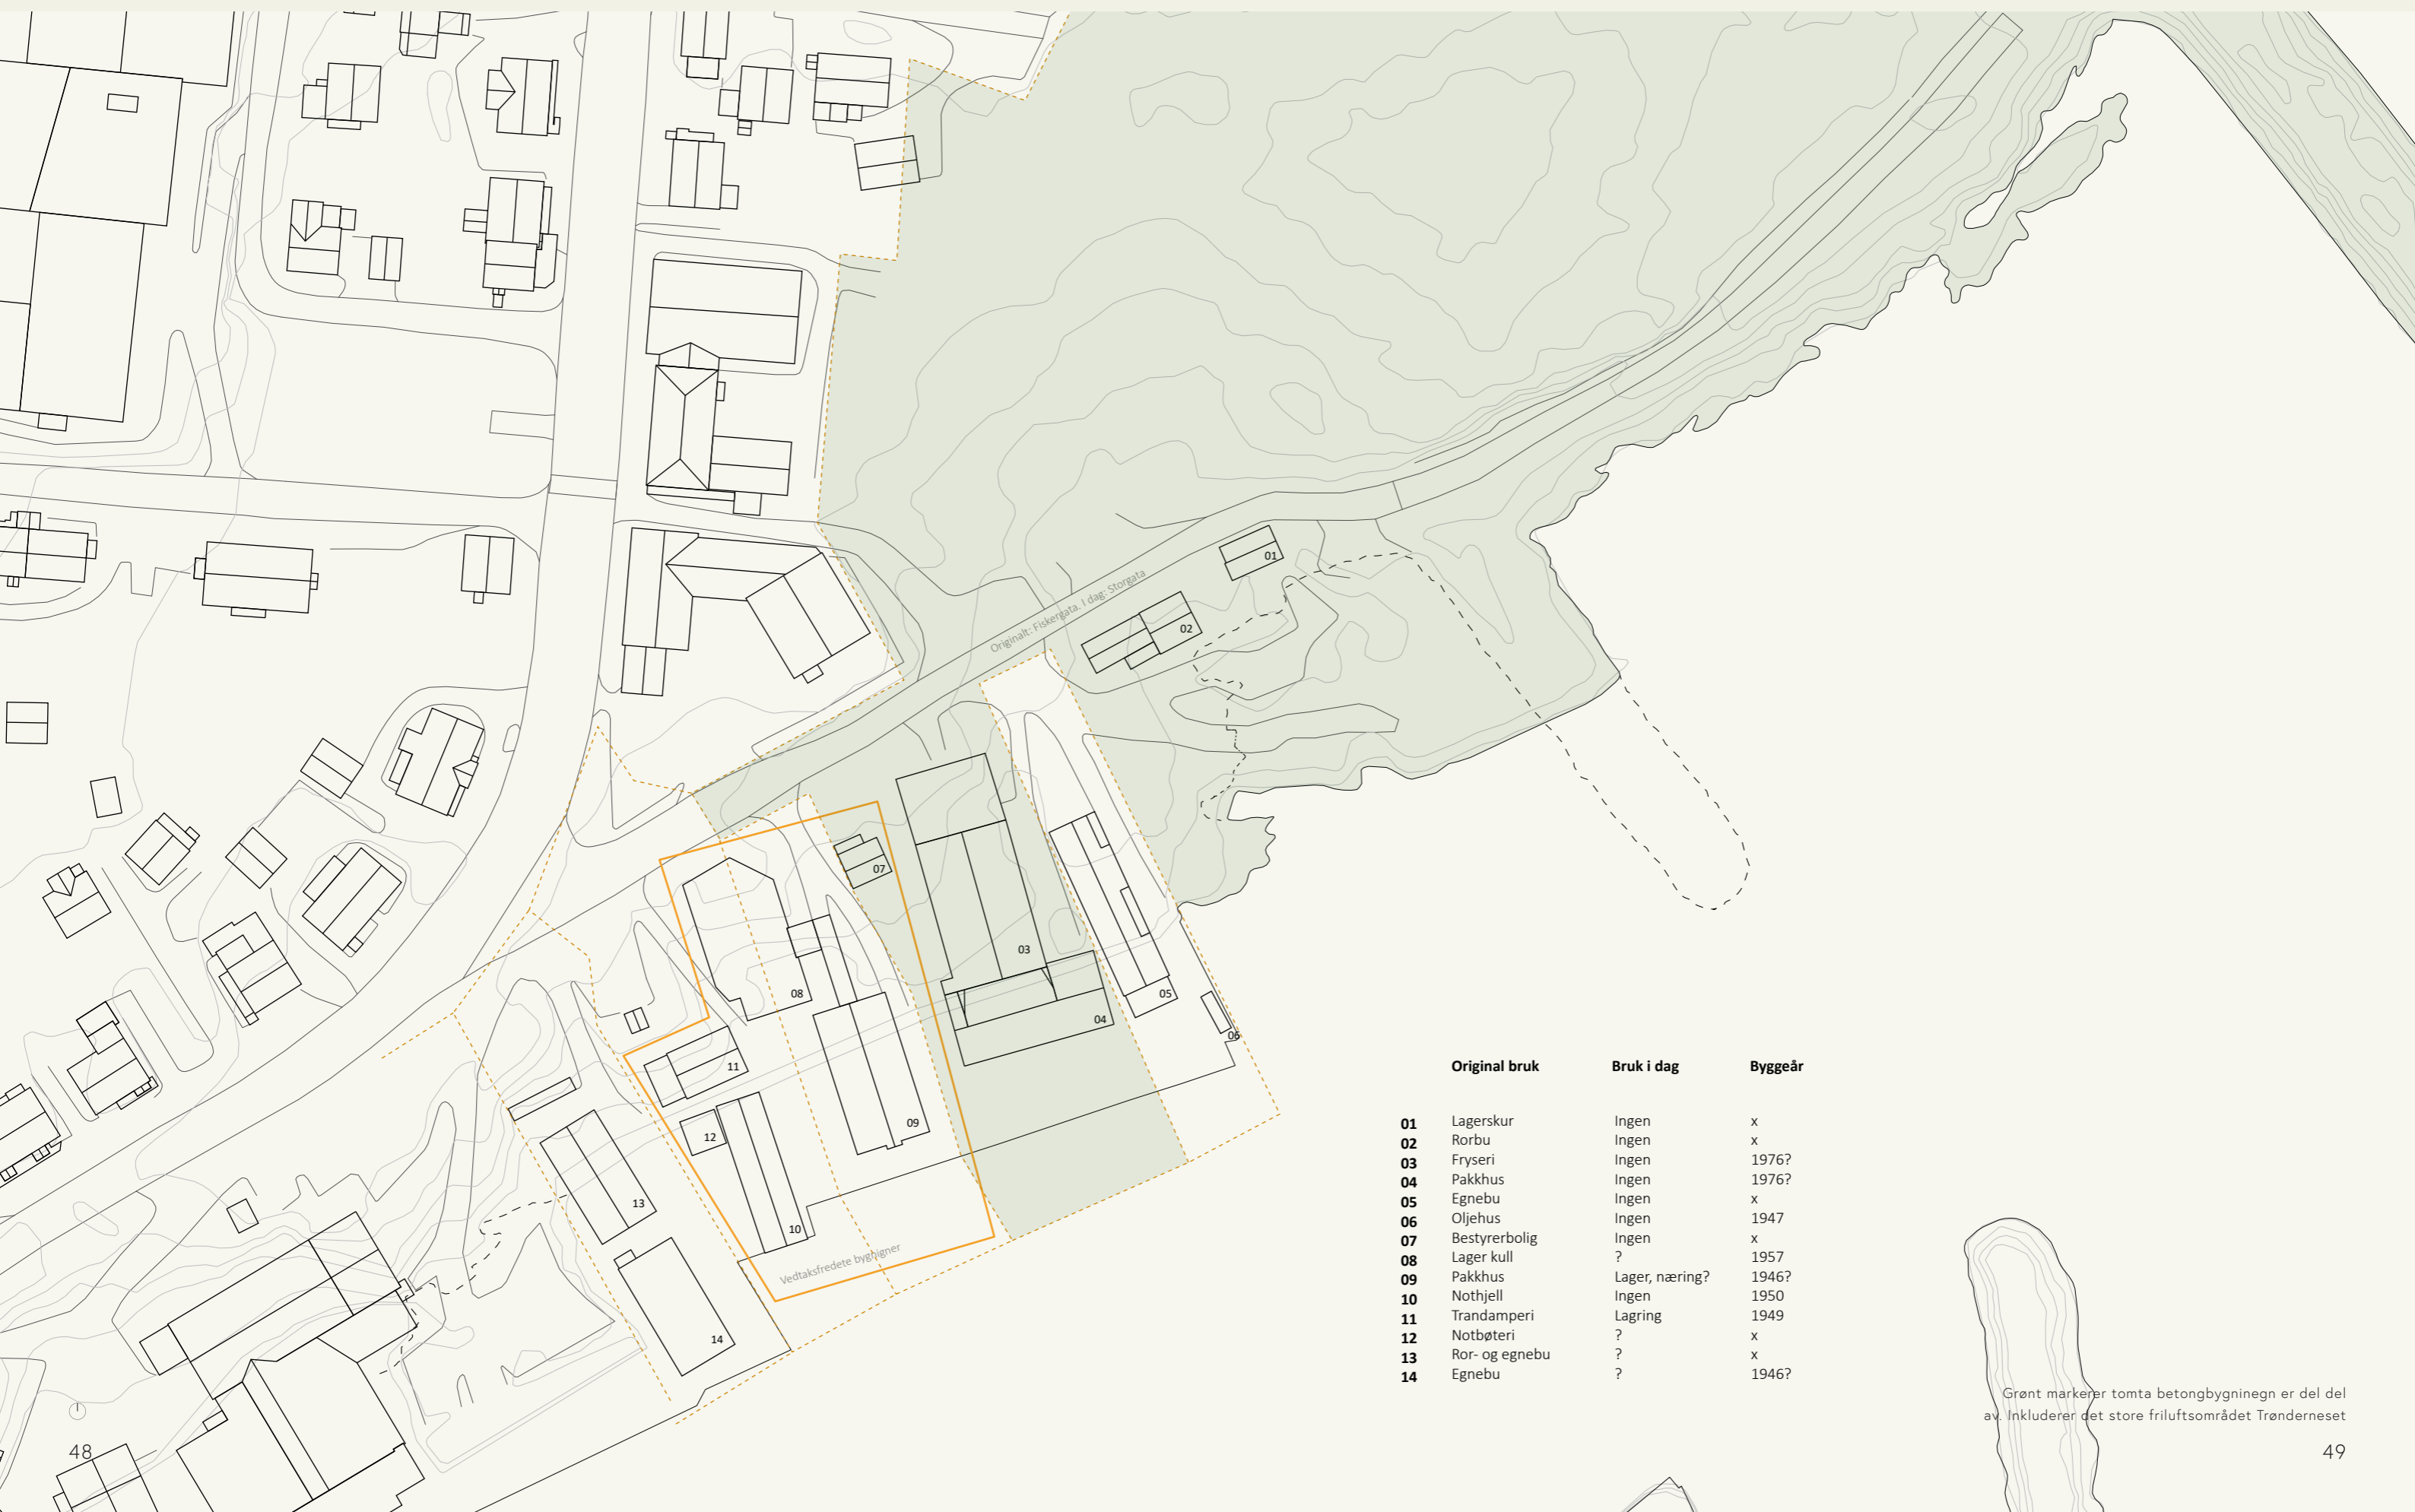 Originalt: Fiskergata. I dag: Storgata
01
02
07
03
08
05
04
06
11
09
12
13
10
Vedtaksfredete byghigner
14
Original bruk Bruk i dag Byggeår
01 Lagerskur Ingen x
02 Rorbu Ingen x
03 Fryseri Ingen 1976?
04 Pakkhus Ingen 1976?
05 Egnebu Ingen x
06 Oljehus Ingen 1947
07 Bestyrerbolig Ingen x
08 Lager kull ? 1957
09 Pakkhus Lager, næring? 1946?
10 Nothjell Ingen 1950
11 Trandamperi Lagring 1949
12 Notbøteri ? x
13 Ror- og egnebu ? x
14 Egnebu ? 1946?
Grønt markerer tomta betongbygninegn er del del
av. Inkluderer det store friluftsområdet Trønderneset
48
49